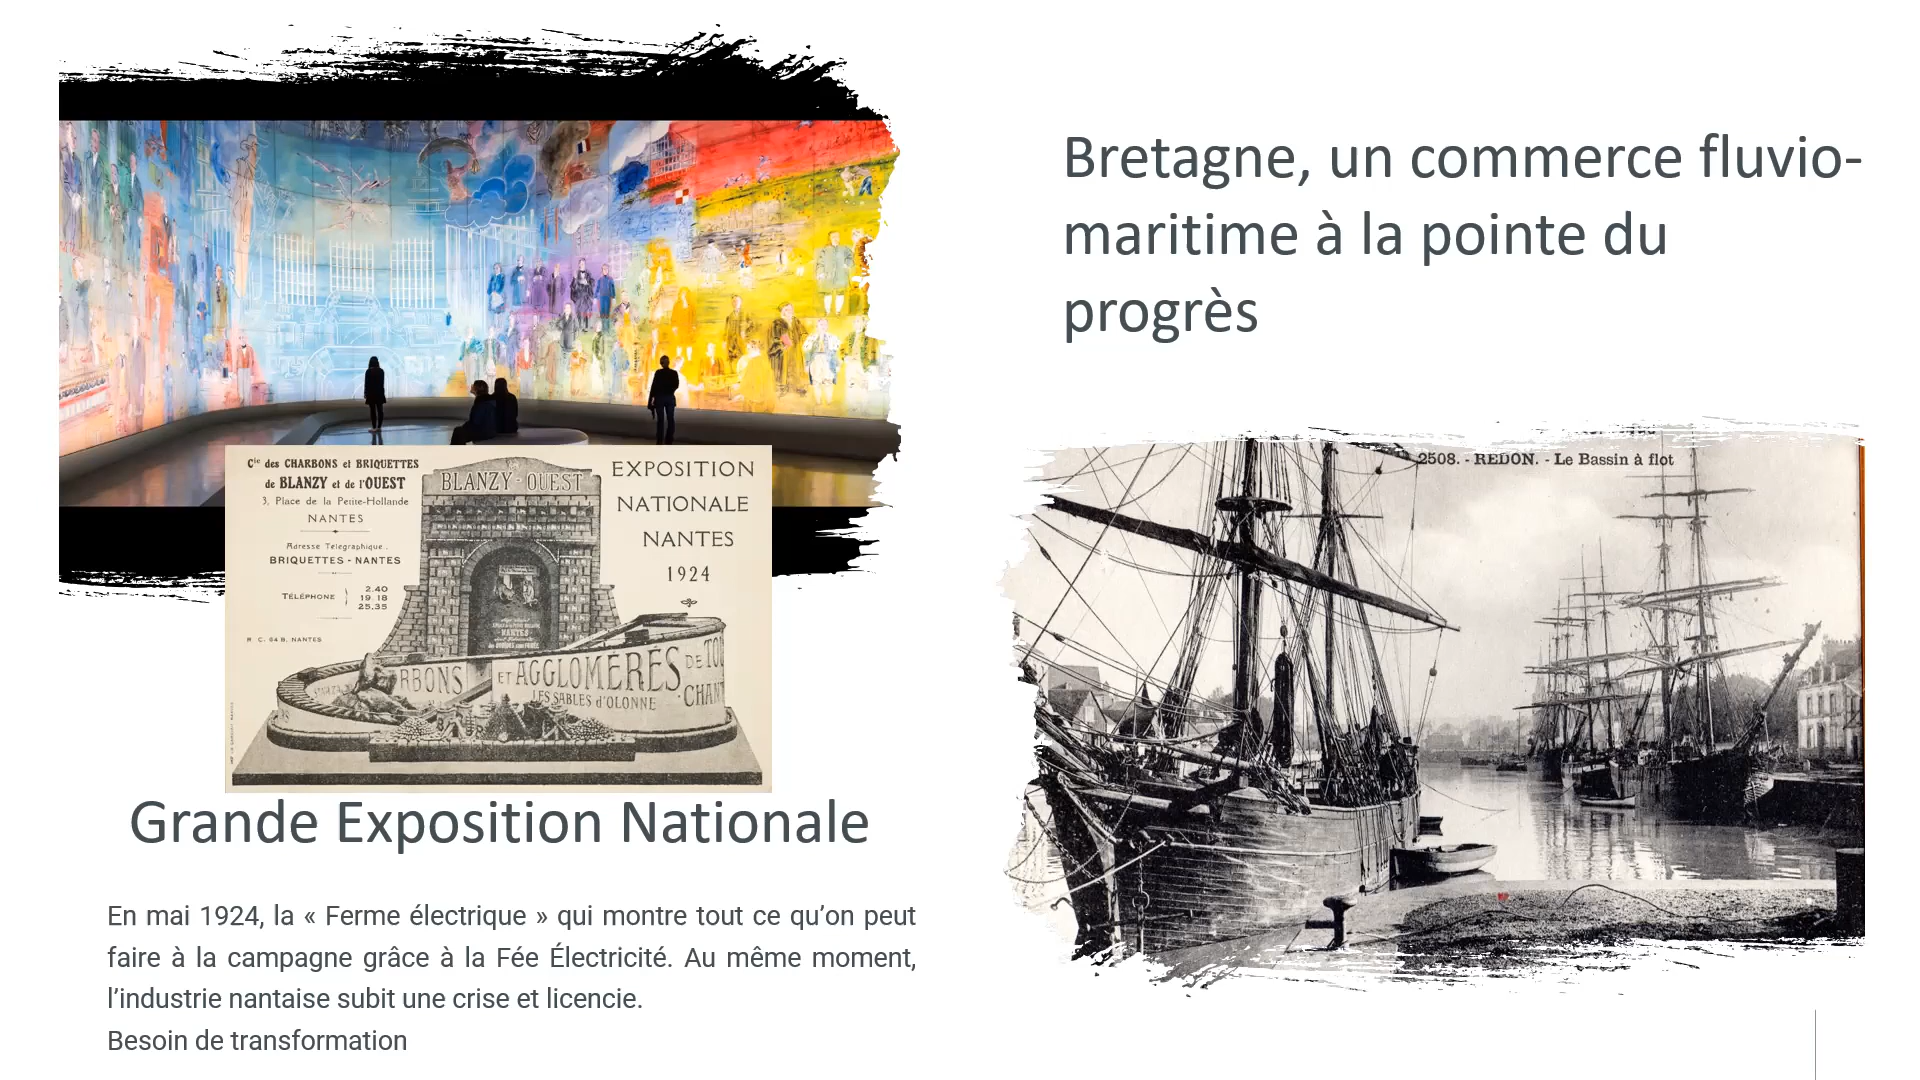 Bretagne, un commerce fluvio-
maritime à la pointe du
progrès
Cie des CHARBONS et BRIQUETTES
de BLANZY et de l'OUEST
3, Place de la Petite-Hollande
NANTES
Adresse Télégraphique.
BRIQUETTES - NANTES
TÉLÉPHONE
2.40
19.18
25.35
R C. 64 B. NANTES
BLANZY-OUEST
EXPOSITION
NATIONALE
NANTES
1924
NANTES
RBONS ET AGGLOMÉRÉS DE TOU
LES SABLES d'OLONNE CHANT
2508. - REDON. - Le Bassin à flot
Grande Exposition Nationale
En mai 1924, la « Ferme électrique » qui montre tout ce qu’on peut
faire à la campagne grâce à la Fée Électricité. Au même moment,
l’industrie nantaise subit une crise et licencie.
Besoin de transformation